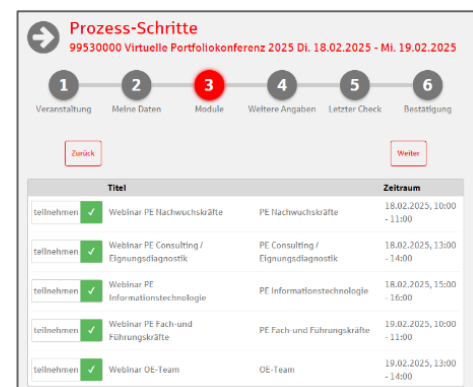 Prozess-Schritte
99530000 Virtuelle Portfoliokonferenz 2025 Di. 18.02.2025 - Mi. 19.02.2025
1 2 3 4 5 6
Veranstaltung Meine Daten Module Weitere Angaben Letzter Check Bestätigung
Zurück Weiter
Titel Zeitraum
teilnehmen ✓ Webinar PE Nachwuchskräfte PE Nachwuchskräfte 18.02.2025, 10:00
- 11:00
teilnehmen ✓ Webinar PE Consulting / PE Consulting / 18.02.2025, 13:00
Eignungsdiagnostik Eignungsdiagnostik - 14:00
teilnehmen ✓ Webinar PE PE Informationstechnologie 18.02.2025, 15:00
Informationstechnologie - 16:00
teilnehmen ✓ Webinar PE Fach-und PE Fach-und Führungskräfte 19.02.2025, 10:00
Führungskräfte - 11:00
teilnehmen ✓ Webinar OE-Team OE-Team 19.02.2025, 13:00
- 14:00